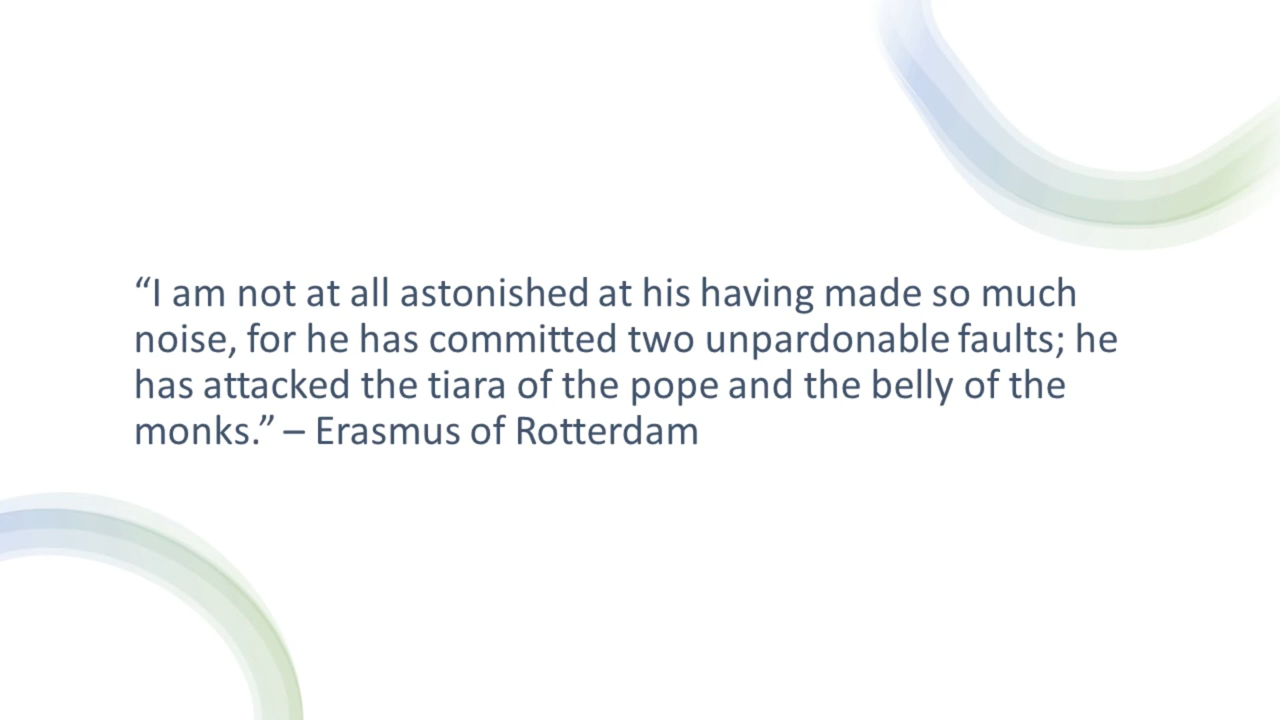 “I am not at all astonished at his having made so much
noise, for he has committed two unpardonable faults; he
has attacked the tiara of the pope and the belly of the
monks.” – Erasmus of Rotterdam